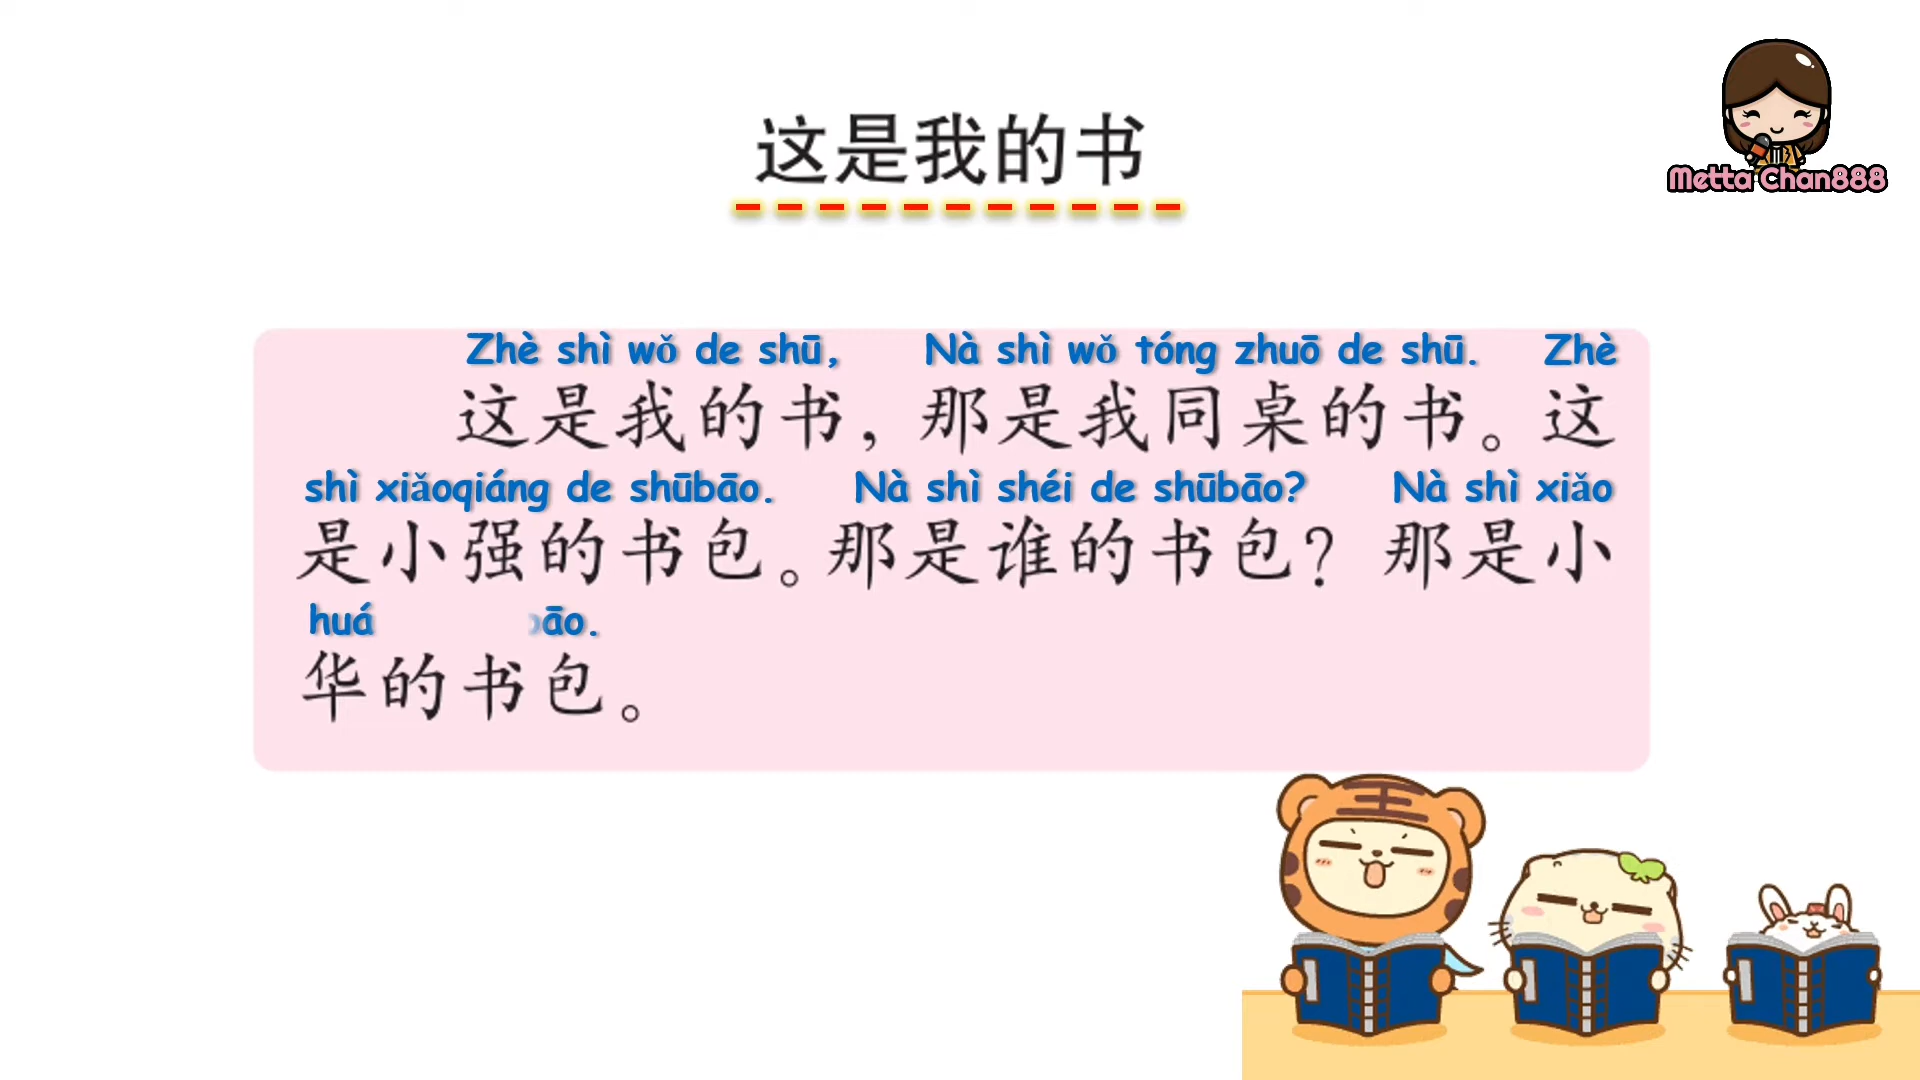 这是我的书
Metta Chan888
Zhè shì wǒ de shū, Nà shì wǒ tóng zhuō de shū. Zhè
这是我的书，那是我同桌的书。这
shì xiǎoqiáng de shūbāo. Nà shì shéi de shūbāo? Nà shì xiǎo
是小强的书包。那是谁的书包？那是小
huá āo.
华的书包。
王